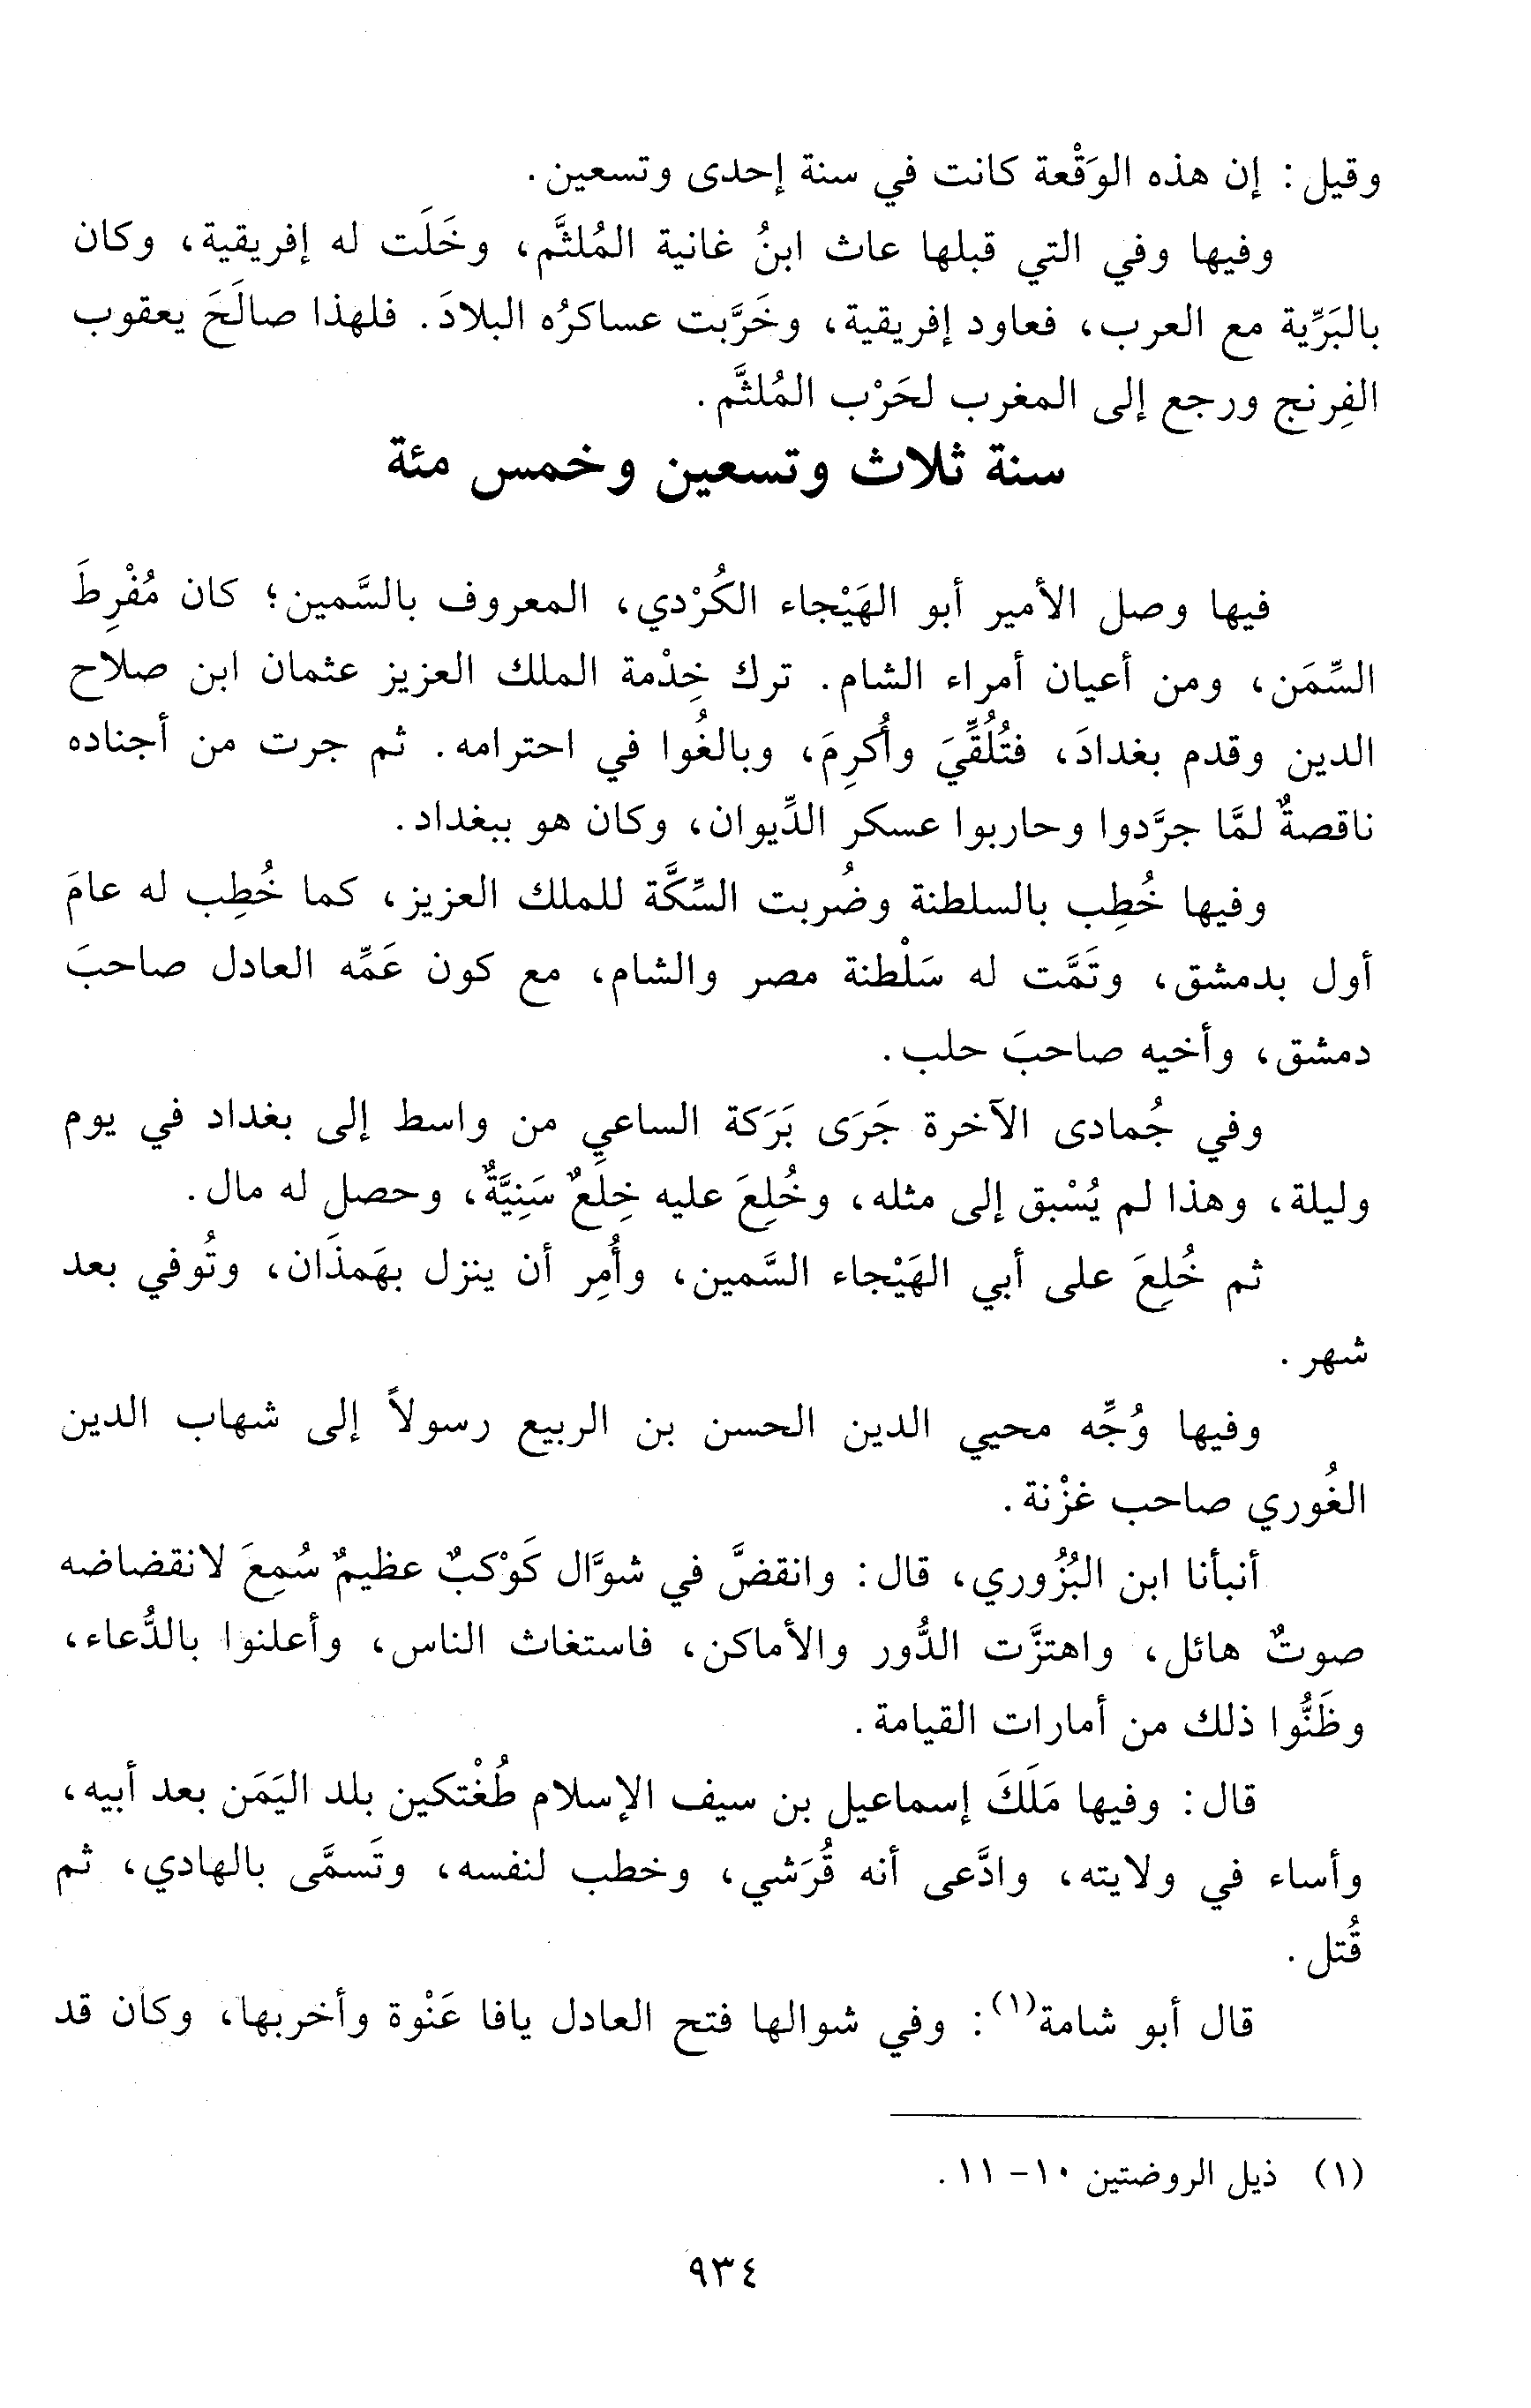 وقيل: إن هذه الوَقْعة كانت في سنة إحدى وتسعين.
وفيها وفي التي قبلها عاث ابنُ غانية المُلثَّم، وخَلَت له إفريقية، وكان
بالبَرِّية مع العرب، فعاود إفريقية، وخَرَّبت عساكرُه البلادَ. فلهذا صالَحَ يعقوب
الفِرنج ورجع إلى المغرب لحَرْب المُلثَّم.
سنة ثلاث وتسعين وخمس مئة
فيها وصل الأمير أبو الهَيْجاء الكُرْدي، المعروف بالسَّمين؛ كان مُفْرِطَ
السِّمَن، ومن أعيان أمراء الشام. ترك خِدْمة الملك العزيز عثمان ابن صلاح
الدين وقدم بغدادَ، فتُلُقِّيَ وأُكرِمَ، وبالغُوا في احترامه. ثم جرت من أجناده
ناقصةٌ لمَّا جرَّدوا وحاربوا عسكر الدِّيوان، وكان هو ببغداد.
وفيها خُطِب بالسلطنة وضُربت السِّكَّة للملك العزيز، كما خُطِب له عامَ
أول بدمشق، وتَمَّت له سَلْطنة مصر والشام، مع كون عَمِّه العادل صاحبَ
دمشق، وأخيه صاحبَ حلب.
وفي جُمادى الآخرة جَرَى بَرَكة الساعي من واسط إلى بغداد في يوم
وليلة، وهذا لم يُسْبق إلى مثله، وخُلِعَ عليه خِلَعٌ سَنِيَّةٌ، وحصل له مال.
ثم خُلِعَ على أبي الهَيْجاء السَّمين، وأُمِر أن ينزل بهَمذَان، وتُوفي بعد
شهر.
وفيها وُجِّه محيي الدين الحسن بن الربيع رسولاً إلى شهاب الدين
الغُوري صاحب غزْنة.
أنبأنا ابن البُزُوري، قال: وانقضَّ في شوَّال كَوْكبٌ عظيمٌ سُمِعَ لانقضاضه
صوتٌ هائل، واهتزَّت الدُّور والأماكن، فاستغاث الناس، وأعلنوا بالدُّعاء،
وظَنُّوا ذلك من أمارات القيامة.
قال: وفيها مَلَكَ إسماعيل بن سيف الإسلام طُغْتكين بلد اليَمَن بعد أبيه،
وأساء في ولايته، وادَّعى أنه قُرَشي، وخطب لنفسه، وتَسمَّى بالهادي، ثم
قُتل.
قال أبو شامة(١): وفي شوالها فتح العادل يافا عَنْوة وأخربها، وكان قد
(١) ذيل الروضتين ١٠- ١١.
٩٣٤